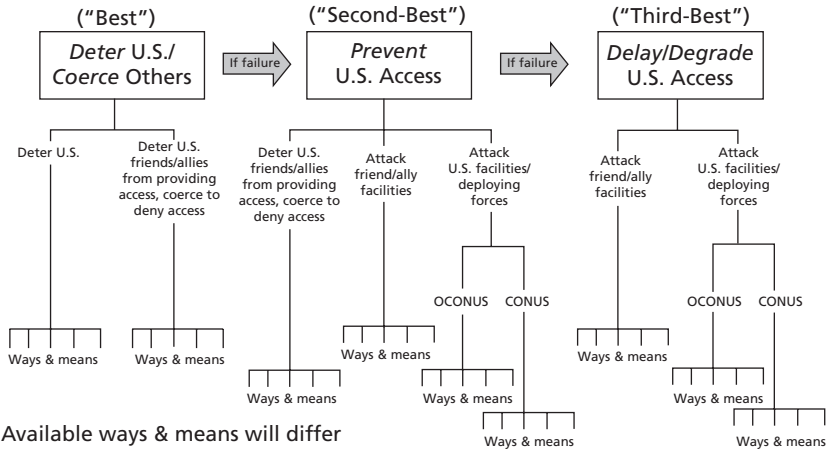 (“Best”)
(“Second-Best”)
(“Third-Best”)
Deter U.S./
Coerce Others
If failure
Prevent
U.S. Access
If failure
Delay/Degrade
U.S. Access
Deter U.S.
Deter U.S.
friends/allies
from providing
access, coerce to
deny access
Deter U.S.
friends/allies
from providing
access, coerce to
deny access
Attack
friend/ally
facilities
Attack
U.S. facilities/
deploying
forces
Attack
friend/ally
facilities
Attack
U.S. facilities/
deploying
forces
OCONUS
CONUS
OCONUS
CONUS
Ways & means
Ways & means
Ways & means
Ways & means
Ways & means
Ways & means
Ways & means
Ways & means
Ways & means
Available ways & means will differ